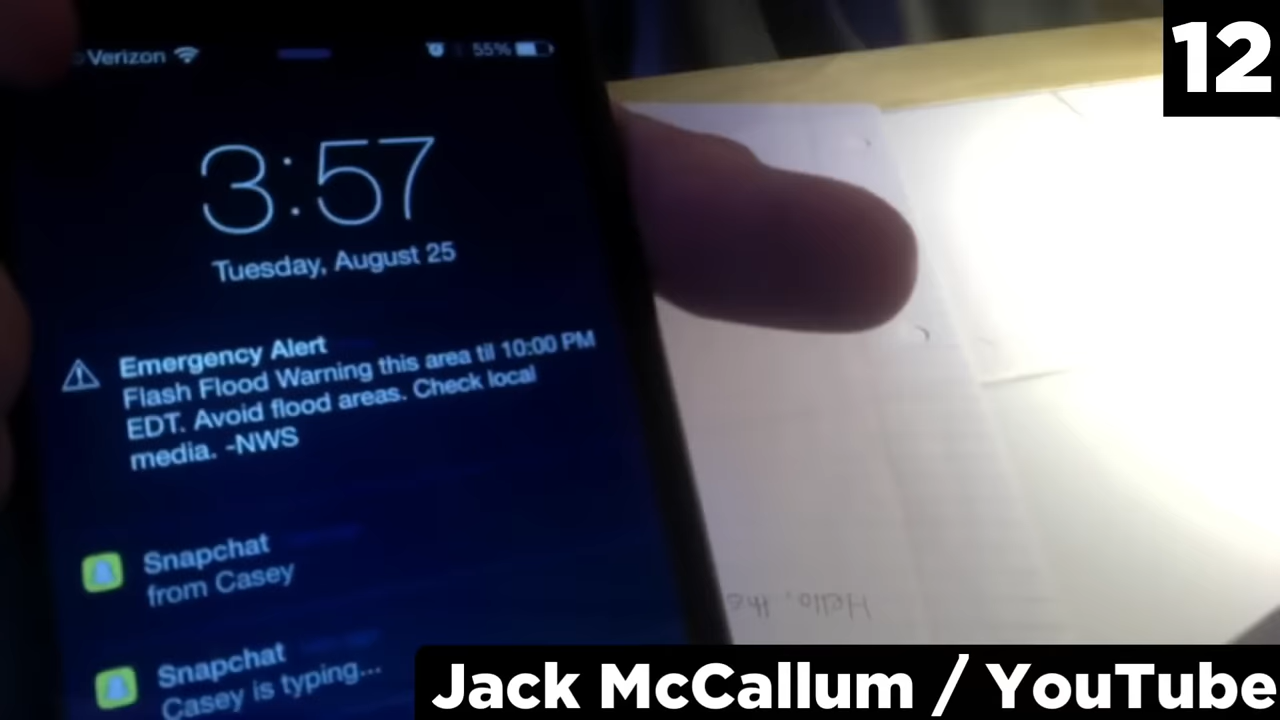 12
Verizon 55%
3:57
Tuesday, August 25
Emergency Alert
Flash Flood Warning this area til 10:00 PM
EDT. Avoid flood areas. Check local
media. -NWS
Snapchat
from Casey
Snapchat
Casey is typing...
Hello,
Jack McCallum / YouTube